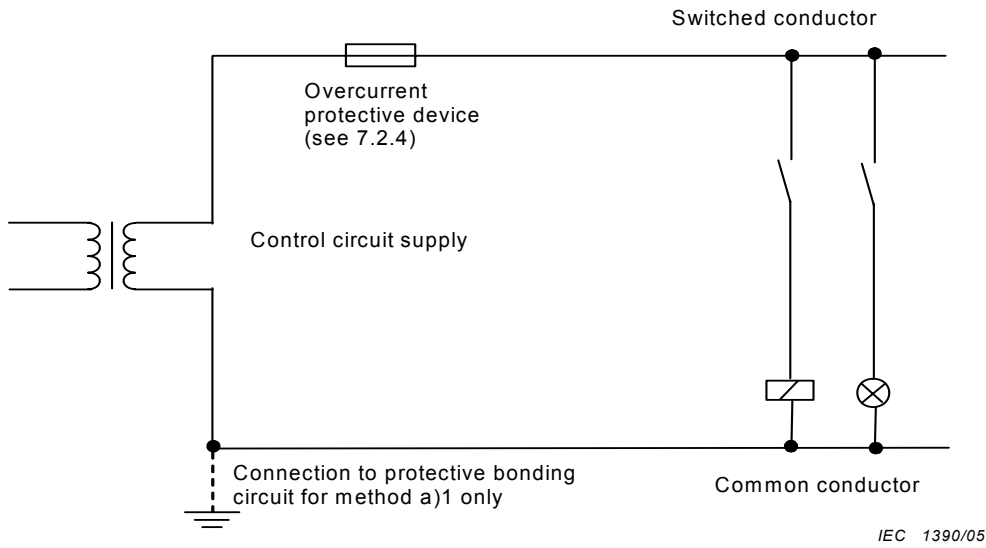 Switched conductor
Overcurrent
protective device
(see 7.2.4)
Control circuit supply
Connection to protective bonding
circuit for method a)1 only
Common conductor
IEC 1390/05